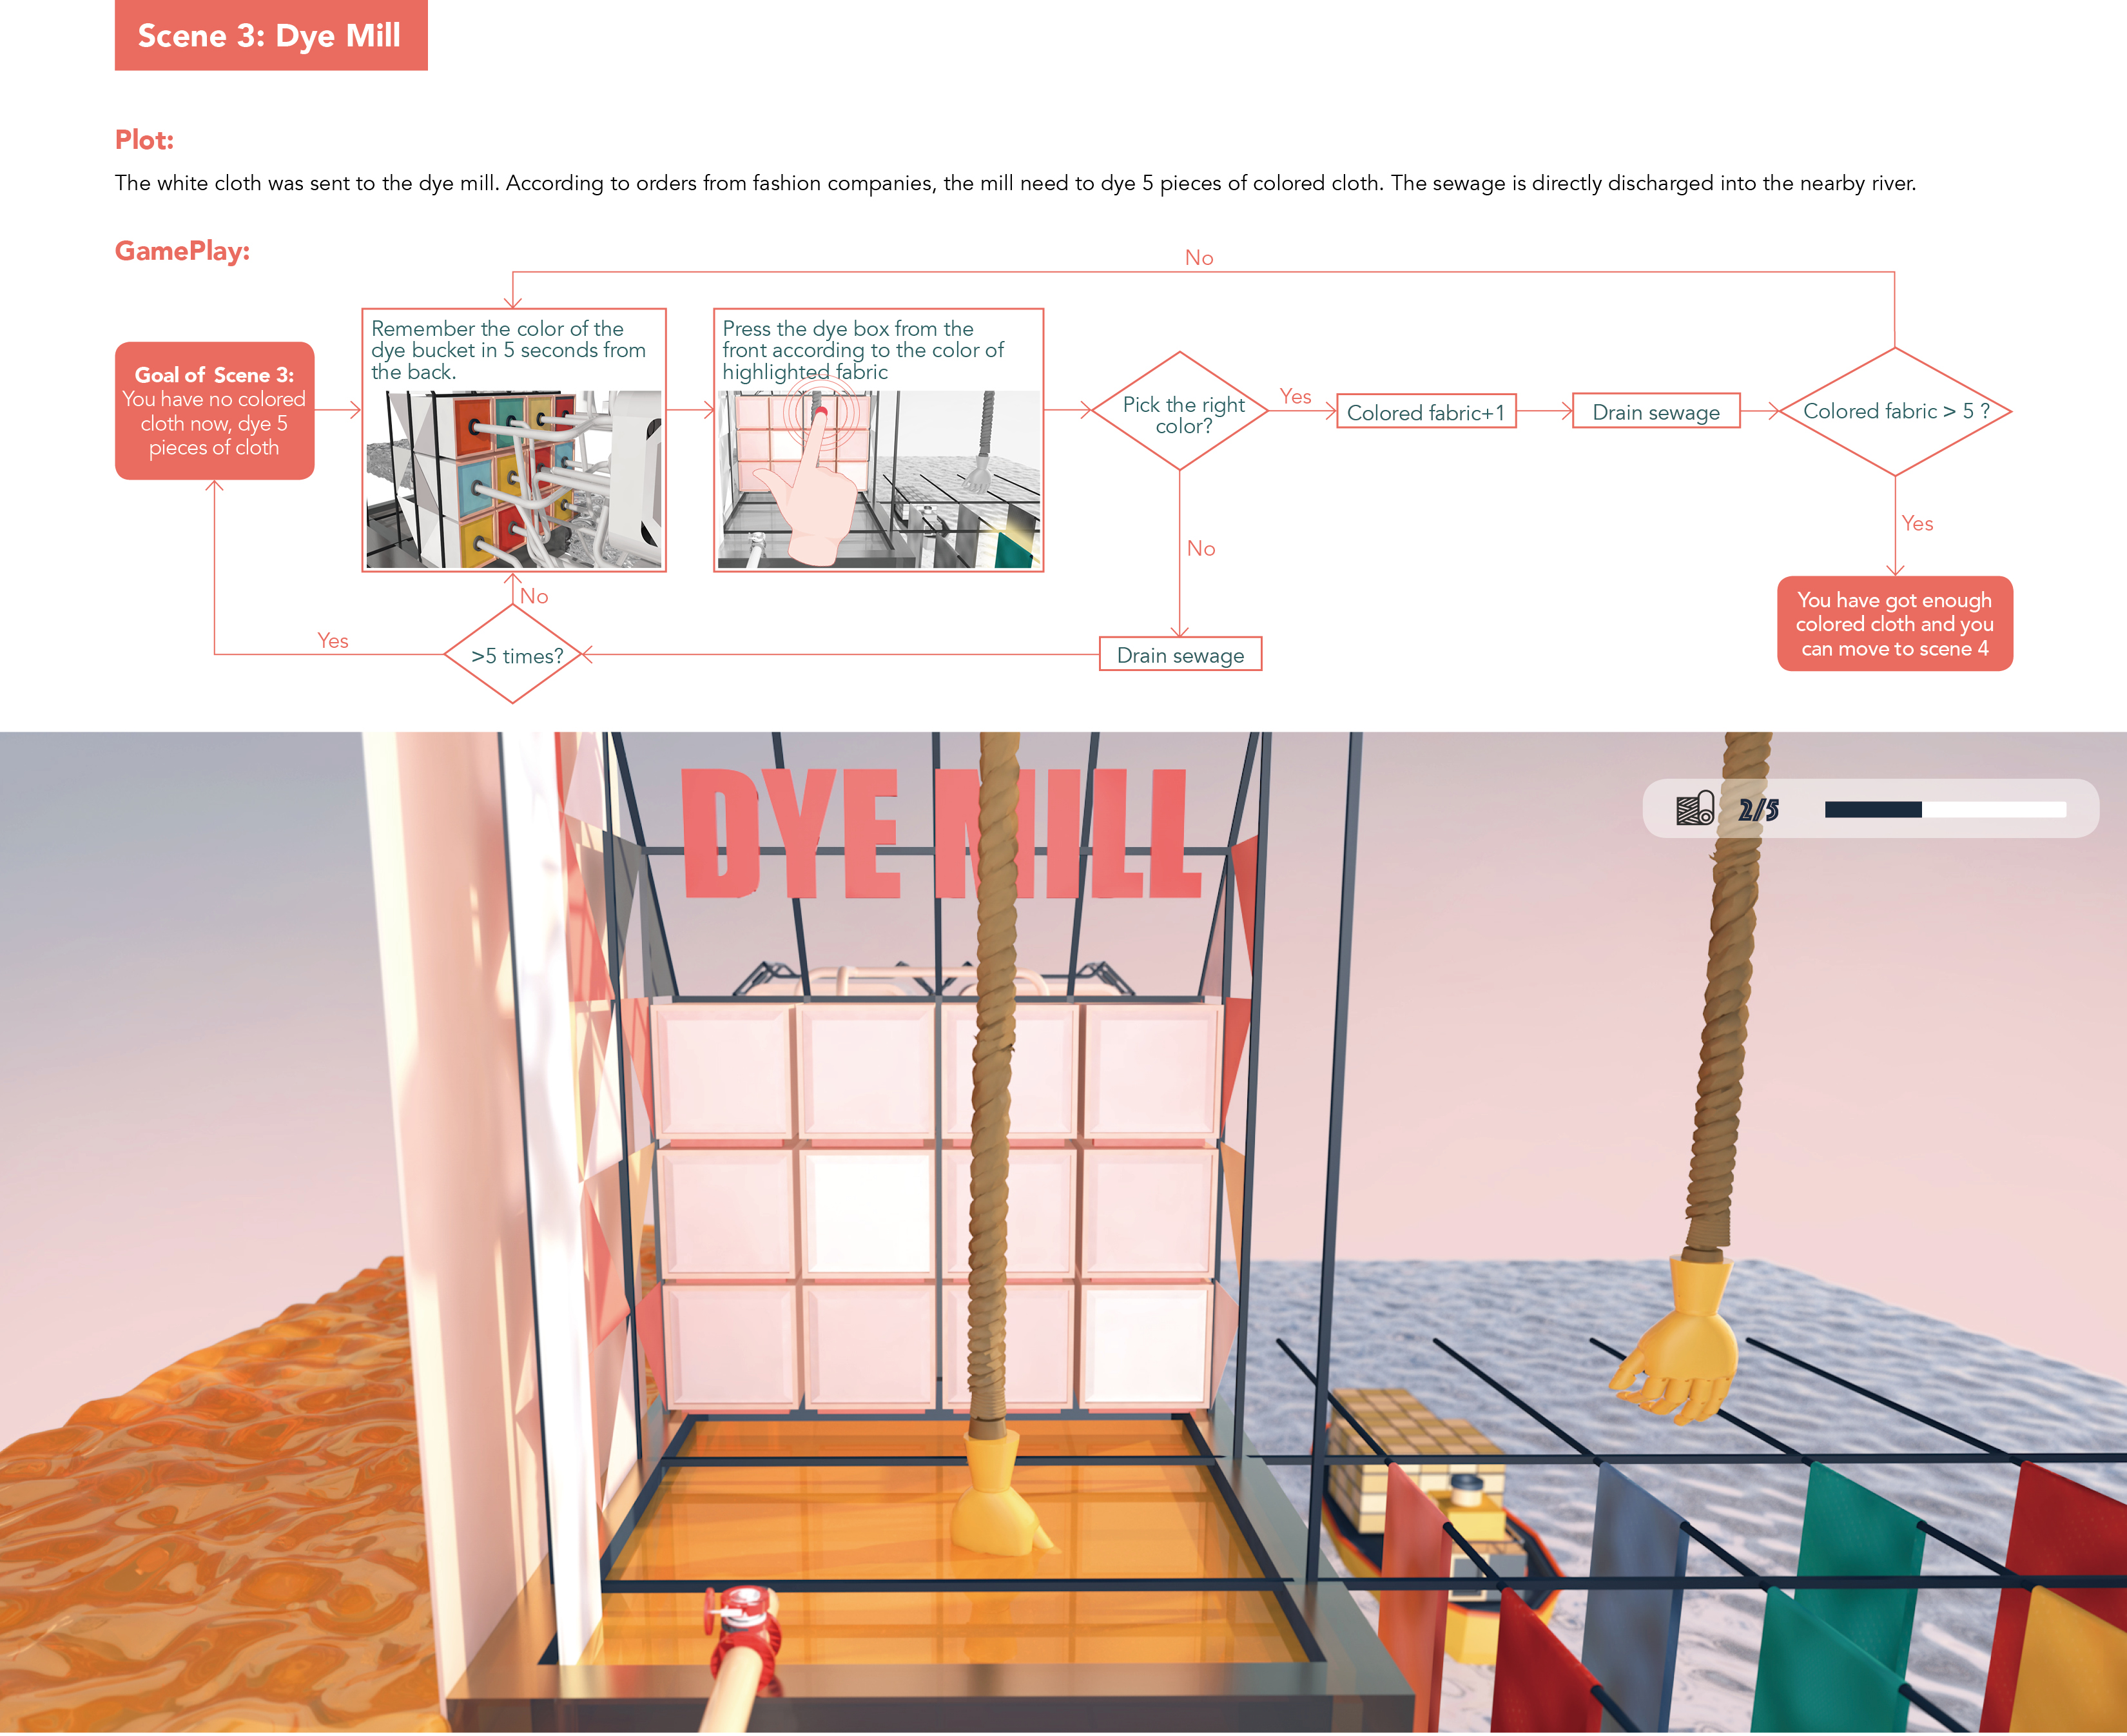 Scene 3: Dye Mill
Plot:
The white cloth was sent to the dye mill. According to orders from fashion companies, the mill need to dye 5 pieces of colored cloth. The sewage is directly discharged into the nearby river.
GamePlay:
No
Goal of Scene 3:
You have no colored
cloth now, dye 5
pieces of cloth
Remember the color of the
dye bucket in 5 seconds from
the back.
Press the dye box from the
front according to the color of
highlighted fabric
Pick the right
color?
Yes
Colored fabric+1
Drain sewage
Colored fabric > 5 ?
No
Yes
You have got enough
colored cloth and you
can move to scene 4
Drain sewage
>5 times?
No
Yes
DYE MILL
2/5